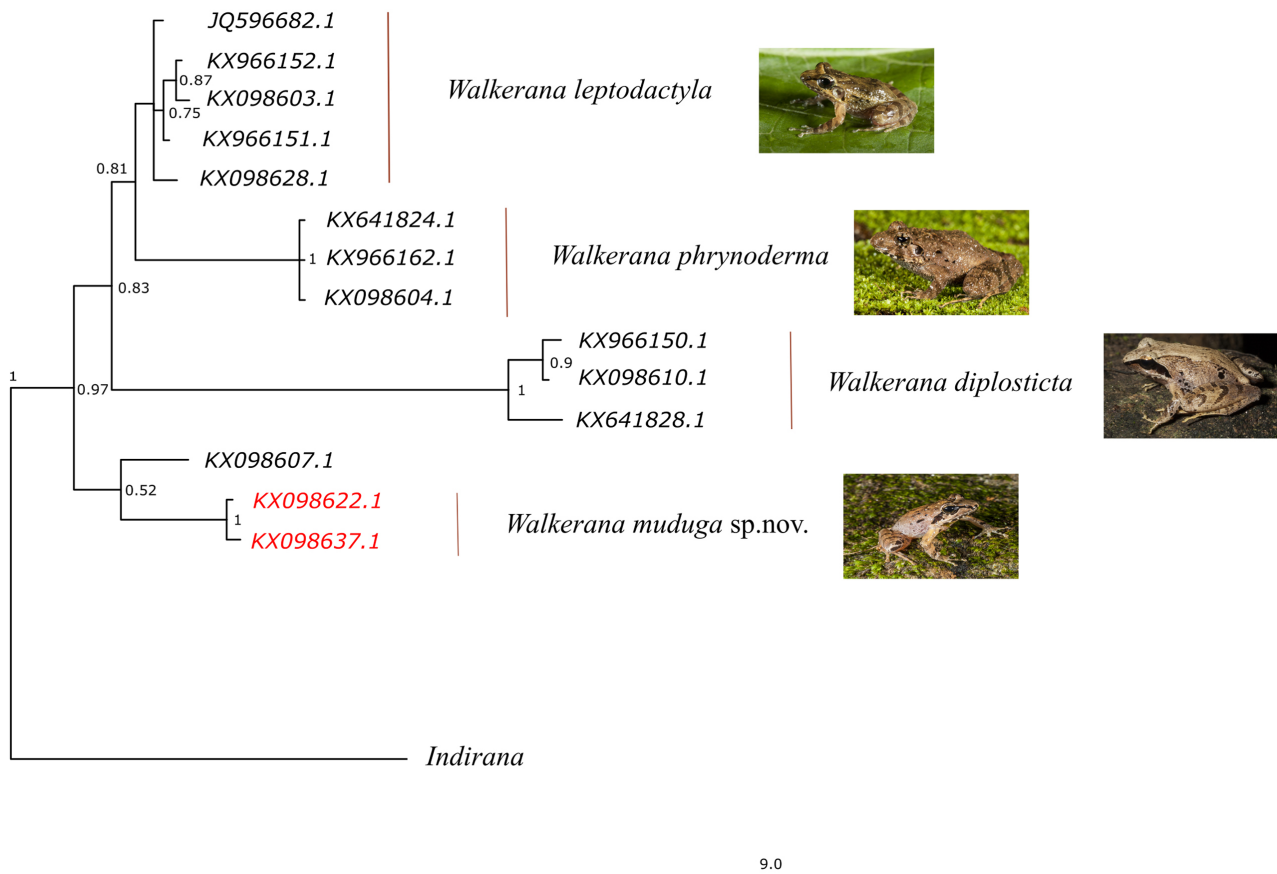 JQ596682.1
KX966152.1
0.87
KX098603.1
0.75
KX966151.1
KX098628.1
Walkerana leptodactyla
0.81
KX641824.1
KX966162.1
1
KX098604.1
Walkerana phrynoderma
0.83
KX966150.1
0.9
KX098610.1
1
KX641828.1
Walkerana diplosticta
1
0.97
KX098607.1
0.52
KX098622.1
1
KX098637.1
Walkerana muduga sp.nov.
Indirana
9.0